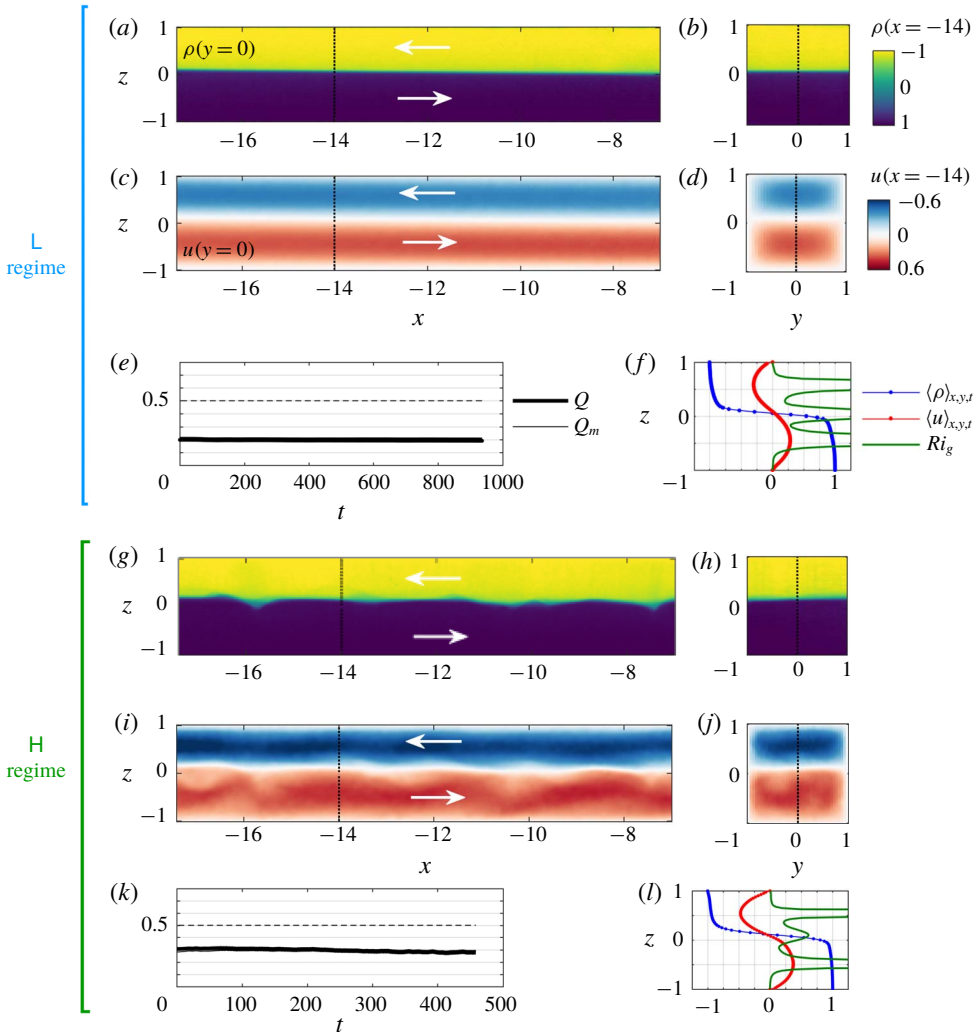 (a) 1 (b) 1 ρ(x = −14)
ρ(y = 0) −1
z 0 0 0
−1 −1 1
−16 −14 −12 −10 −8 0 1
(c) 1 (d) 1 u(x = −14)
−0.6
z 0 0 0
u(y = 0) 0.6
−1
−16 −14 −12 −10 −8 −1 0 1
x y
L
regime
(e) (f) 1
0.5 Q ⟨ρ⟩x,y,t
Qm z 0 ⟨u⟩x,y,t
Rig
−1
0 200 400 600 800 1000 −1 0 1
t
(g) 1 (h) 1
z 0 0
−1 −1
−16 −14 −12 −10 −8 0 1
(i) 1 (j) 1
z 0 0
−1
−16 −14 −12 −10 −8 −1 0 1
x y
H
regime
(k) (l) 1
0.5
z 0
−1
0 100 200 300 400 500 −1 0 1
t